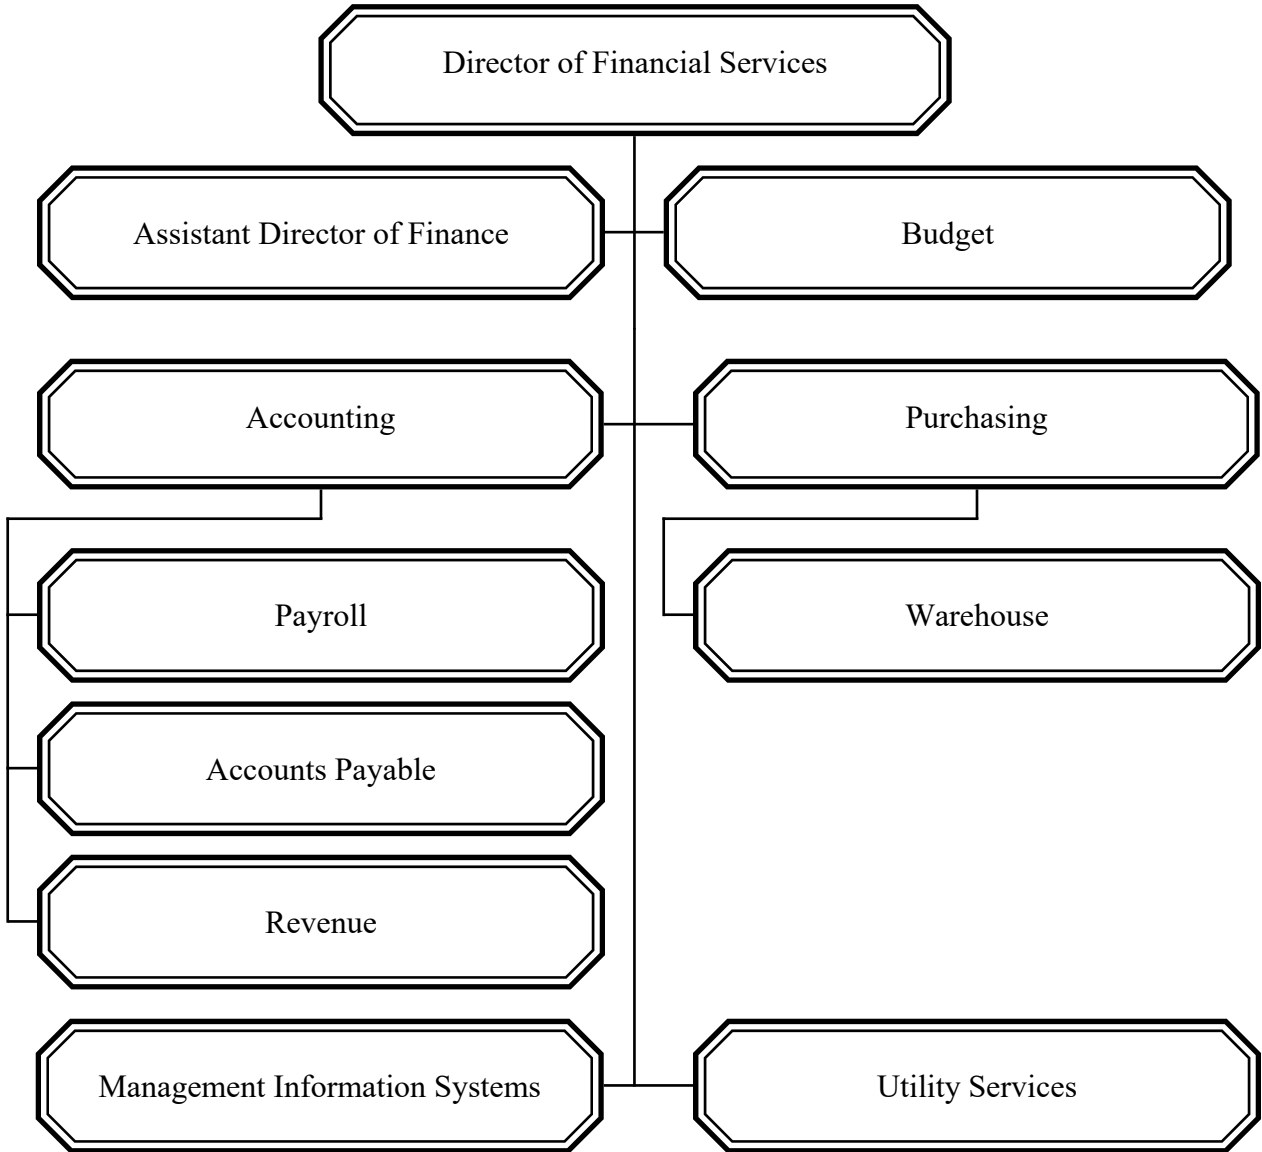 Director of Financial Services
Assistant Director of Finance
Budget
Accounting
Purchasing
Payroll
Warehouse
Accounts Payable
Revenue
Management Information Systems
Utility Services